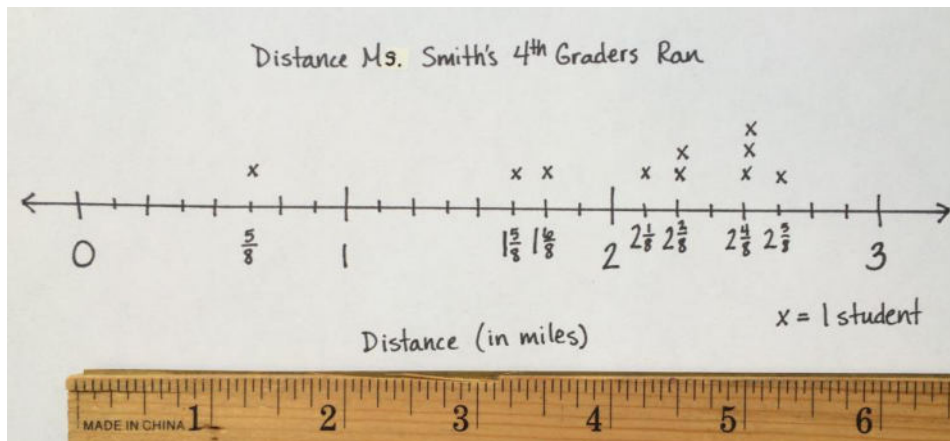 Distance Ms. Smith's 4th Graders Ran
x
x x
x x x x x x x
0 5/8 1 1 5/8 1 6/8 2 2 1/8 2 2/8 2 4/8 2 5/8 3
x = 1 student
Distance (in miles)
MADE IN CHINA 1 2 3 4 5 6